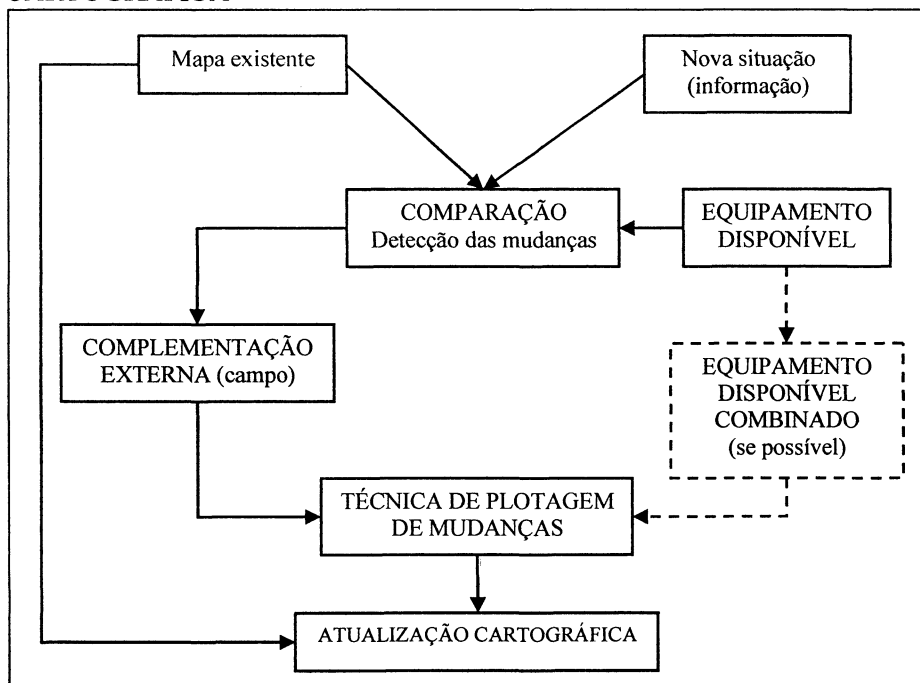 Mapa existente
Nova situação
(informação)
COMPARAÇÃO
Detecção das mudanças
EQUIPAMENTO
DISPONÍVEL
COMPLEMENTAÇÃO
EXTERNA (campo)
EQUIPAMENTO
DISPONÍVEL
COMBINADO
(se possível)
TÉCNICA DE PLOTAGEM
DE MUDANÇAS
ATUALIZAÇÃO CARTOGRÁFICA